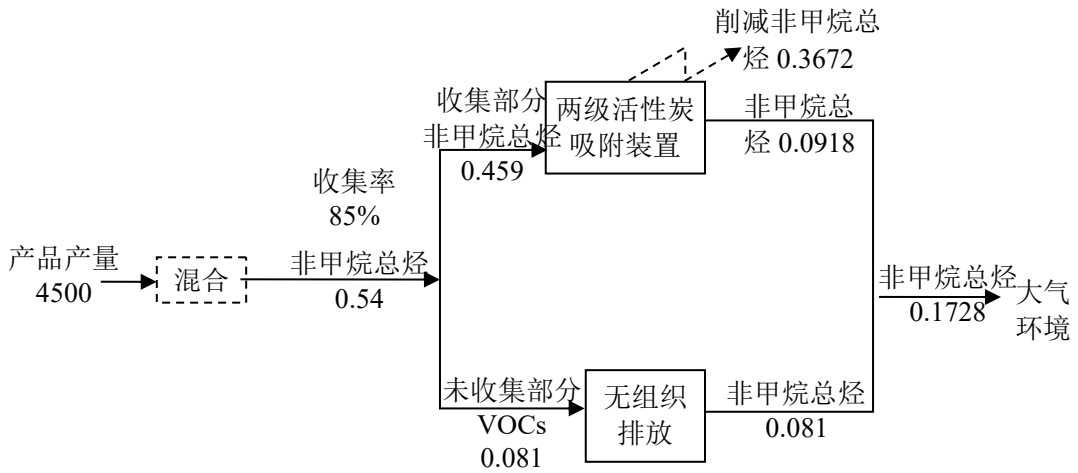 削减非甲烷总
烃 0.3672
收集部分
非甲烷总烃
0.459
两级活性炭
吸附装置
非甲烷总
烃 0.0918
收集率
85%
产品产量
4500
混合
非甲烷总烃
0.54
非甲烷总烃
0.1728
大气
环境
未收集部分
VOCs
0.081
无组织
排放
非甲烷总烃
0.081